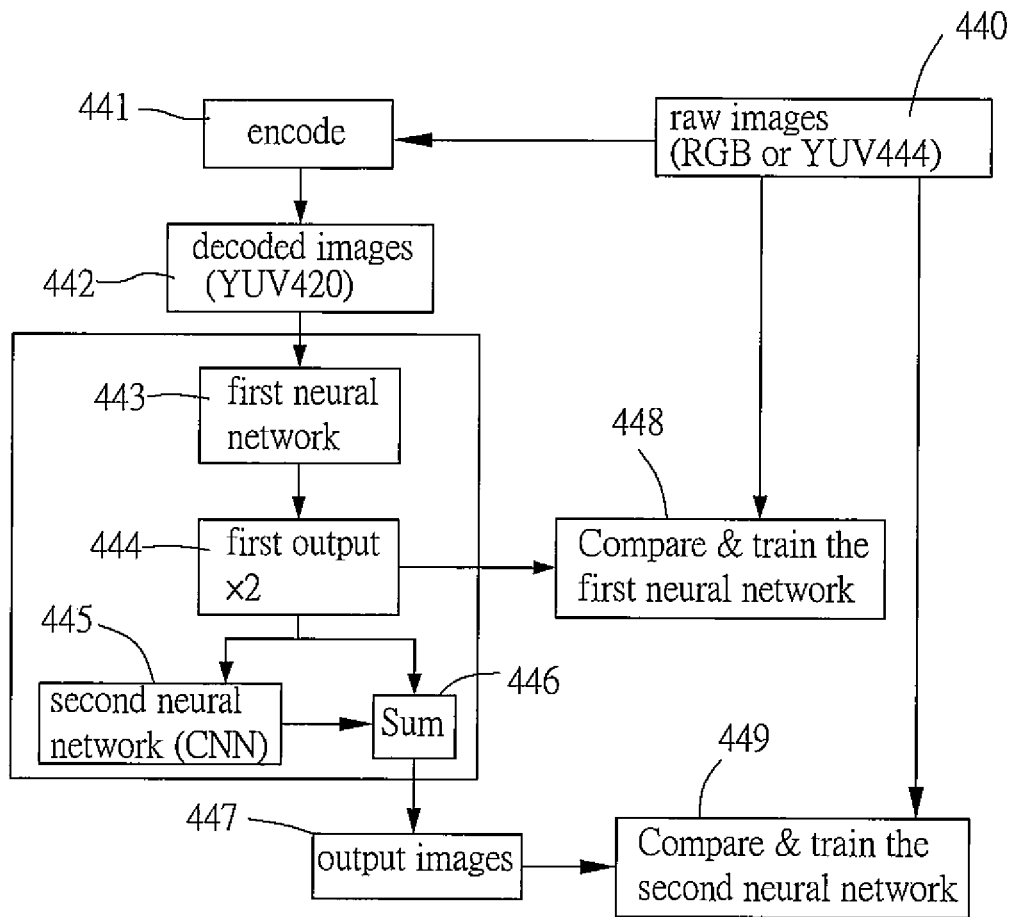 440
441
encode
raw images
(RGB or YUV444)
decoded images
(YUV420)
442
443
first neural
network
448
444
first output
×2
Compare & train the
first neural network
445
446
second neural
network (CNN)
Sum
449
447
output images
Compare & train the
second neural network